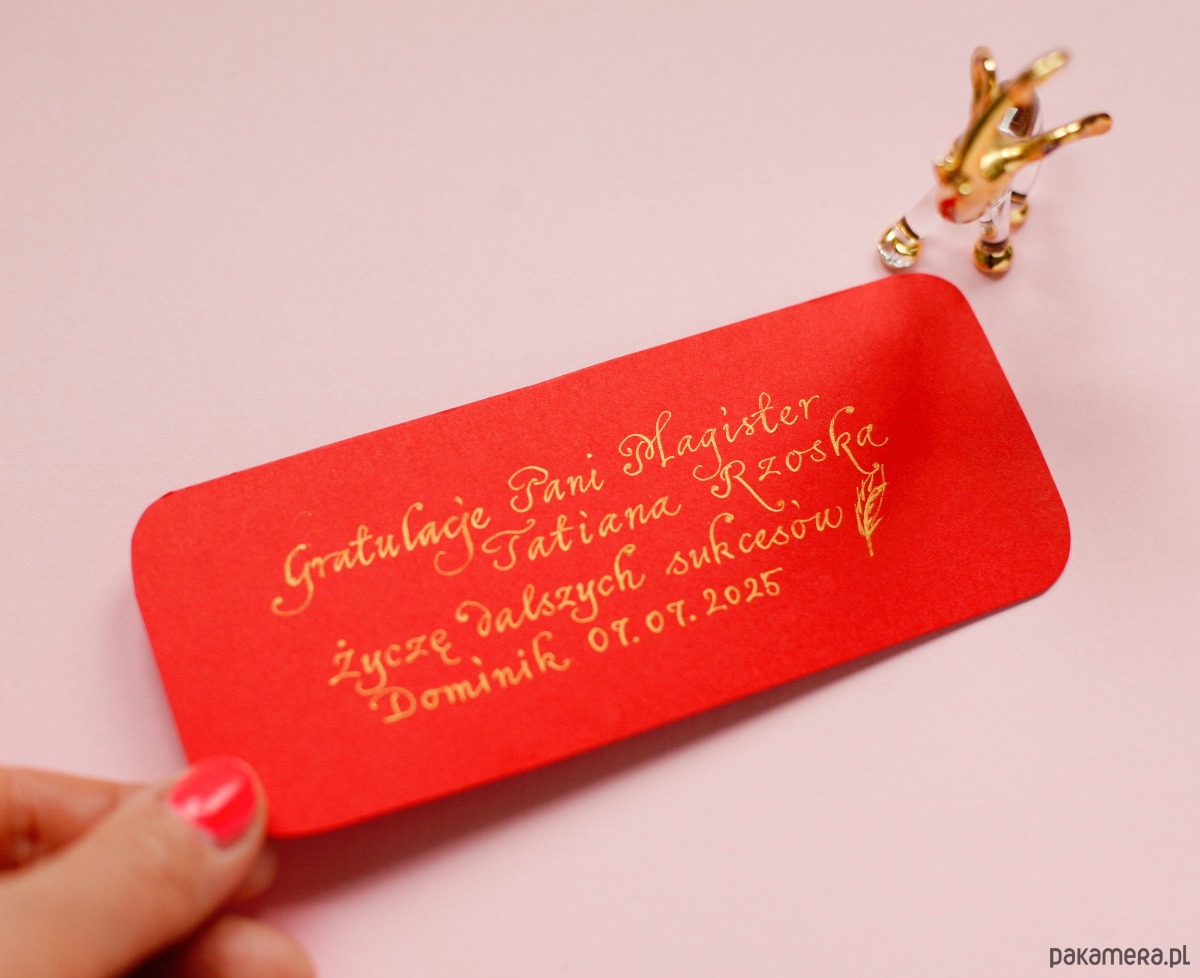 Gratulacje Pani Magister
Tatiana Rzoska
życzę dalszych sukcesów
Dominik 07.07.2025
pakamera.pl